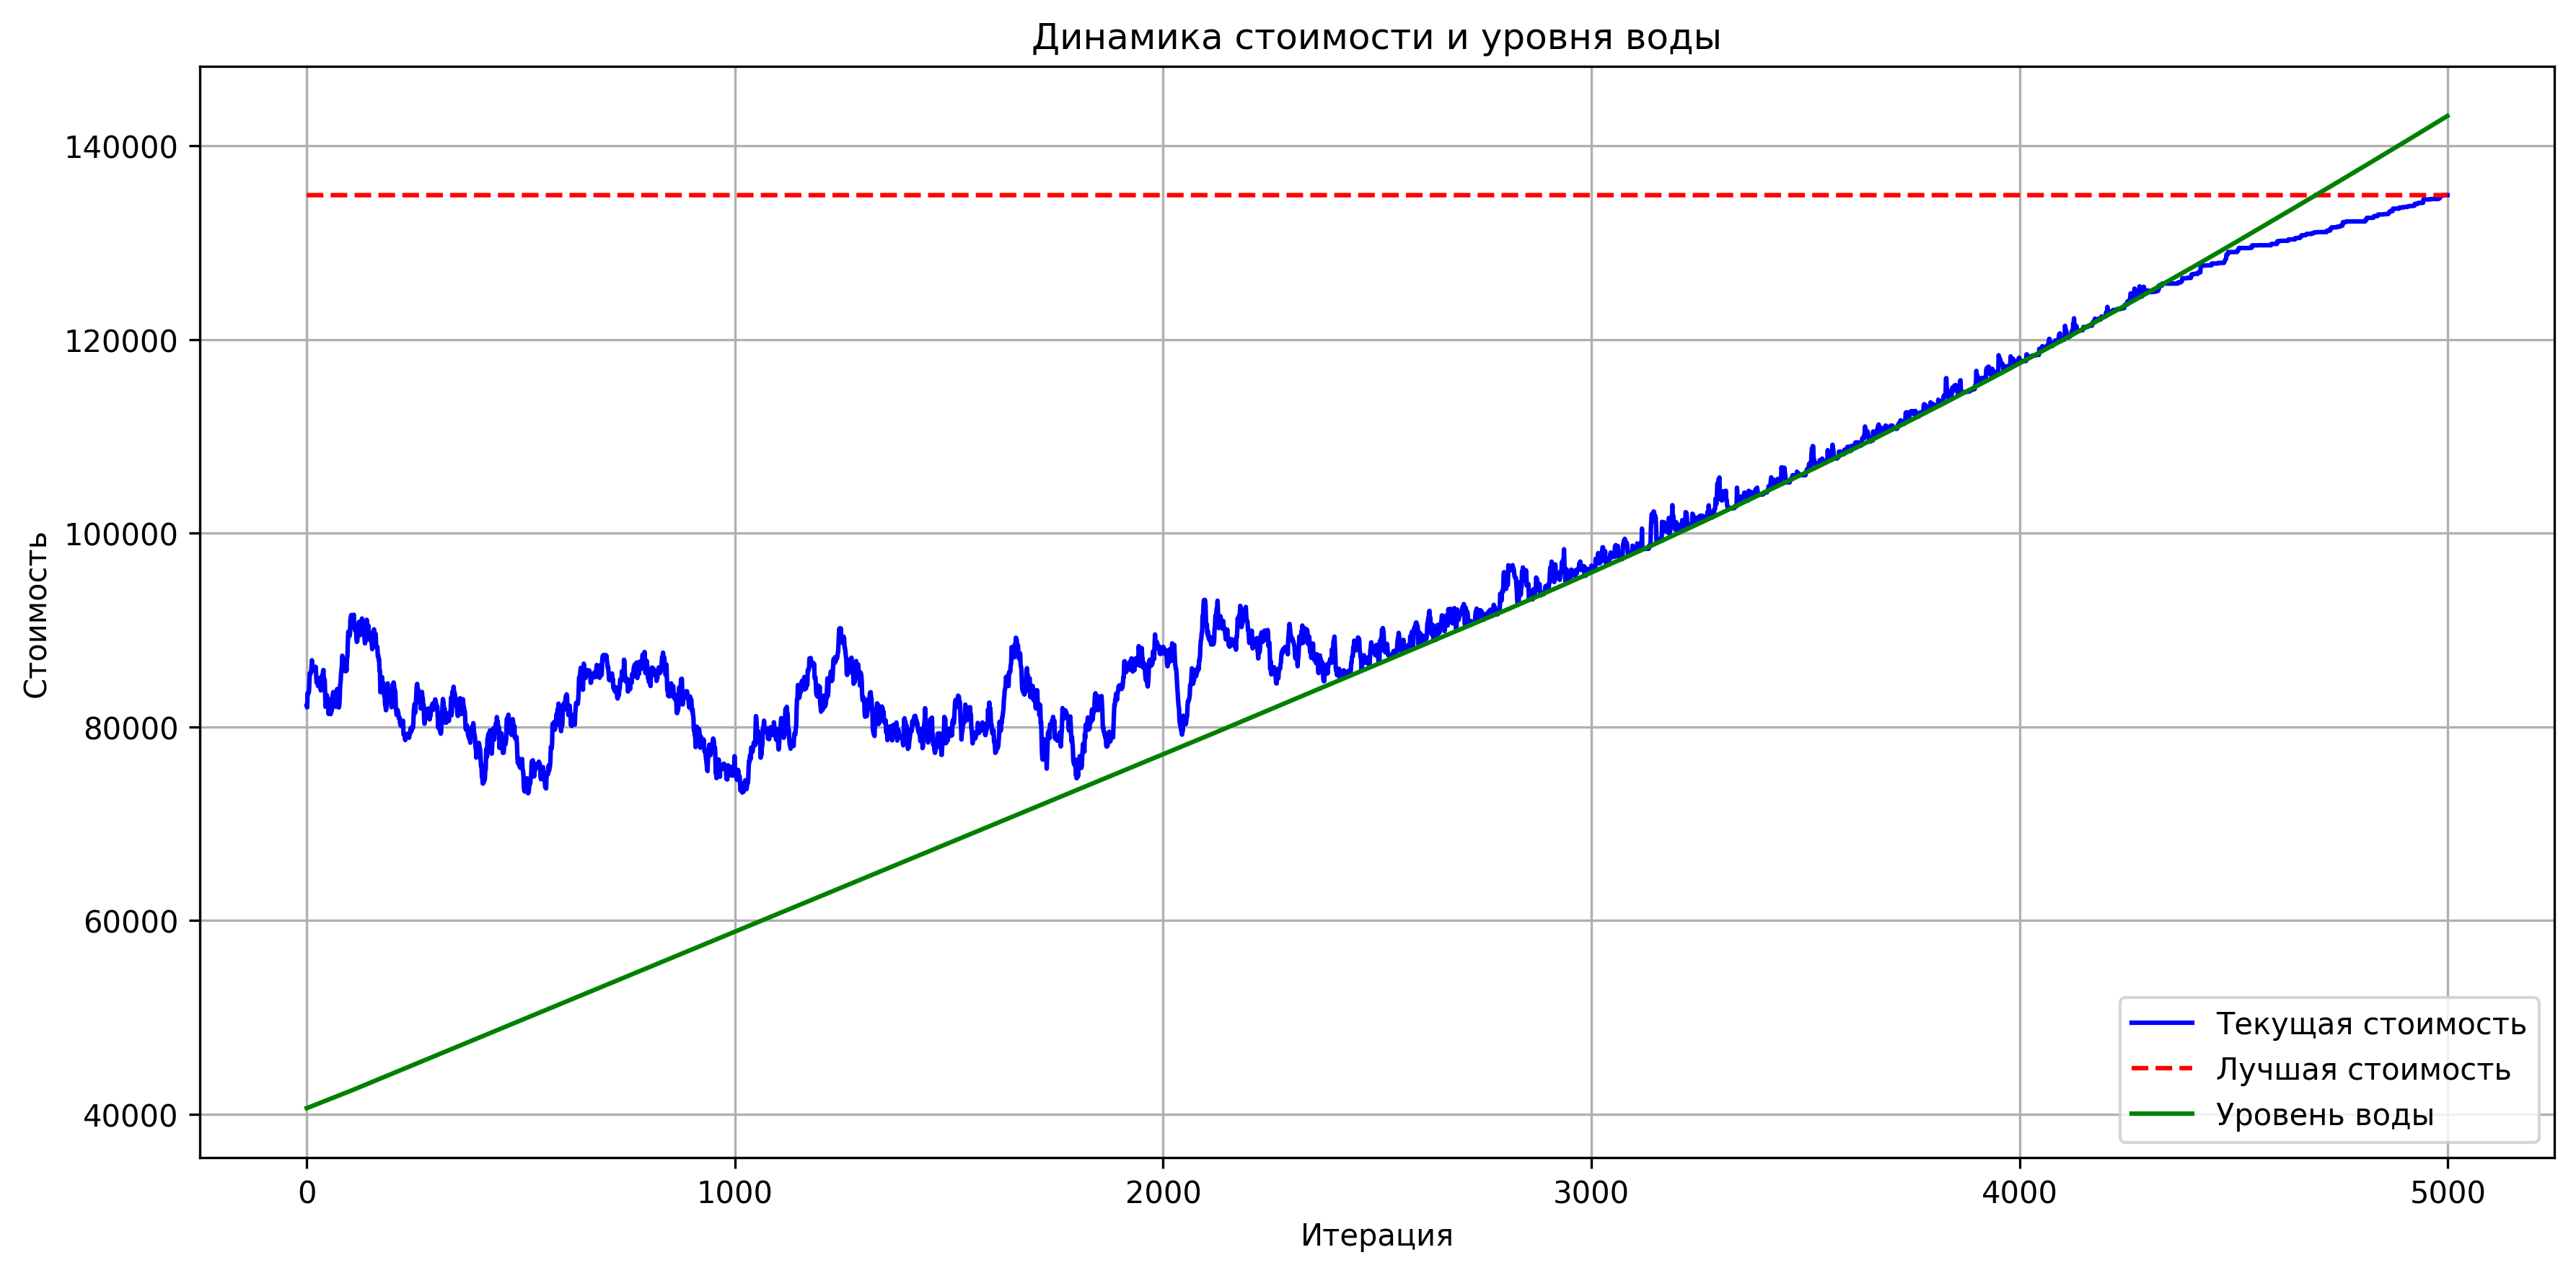 Динамика стоимости и уровня воды
Стоимость
140000
120000
100000
80000
60000
40000
0
1000
2000
3000
4000
5000
Итерация
Текущая стоимость
Лучшая стоимость
Уровень воды